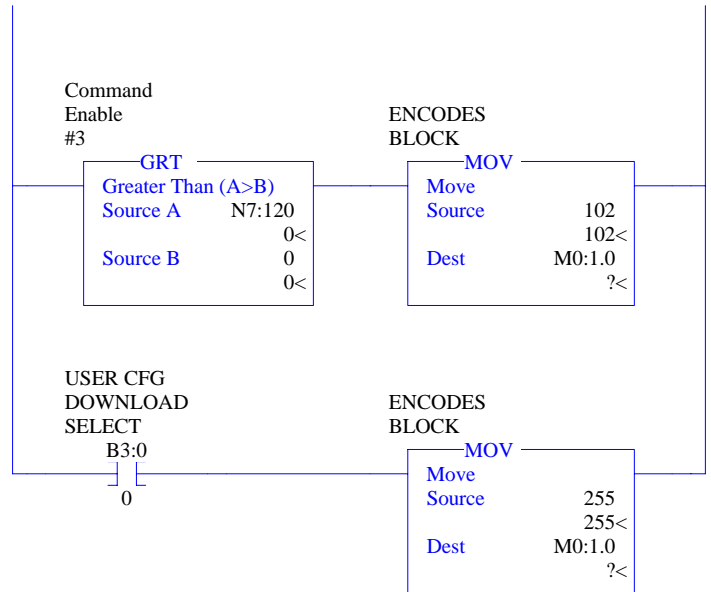 Command
Enable
#3
ENCODES
BLOCK
GRT
Greater Than (A>B)
Source A N7:120
0<
Source B 0
0<
MOV
Move
Source 102
102<
Dest M0:1.0
?<
USER CFG
DOWNLOAD
SELECT
B3:0
0
ENCODES
BLOCK
MOV
Move
Source 255
255<
Dest M0:1.0
?<